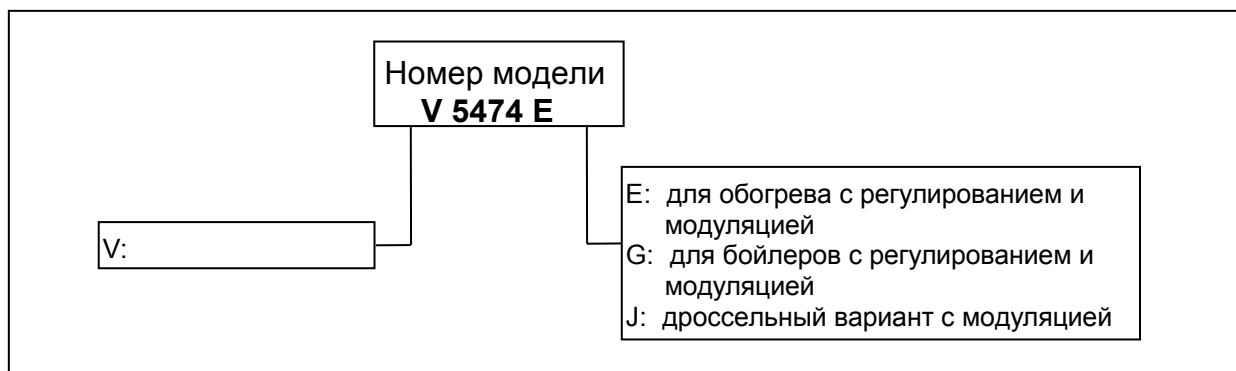 Номер модели
V 5474 E
V:
E: для обогрева с регулированием и
модуляцией
G: для бойлеров с регулированием и
модуляцией
J: дроссельный вариант с модуляцией